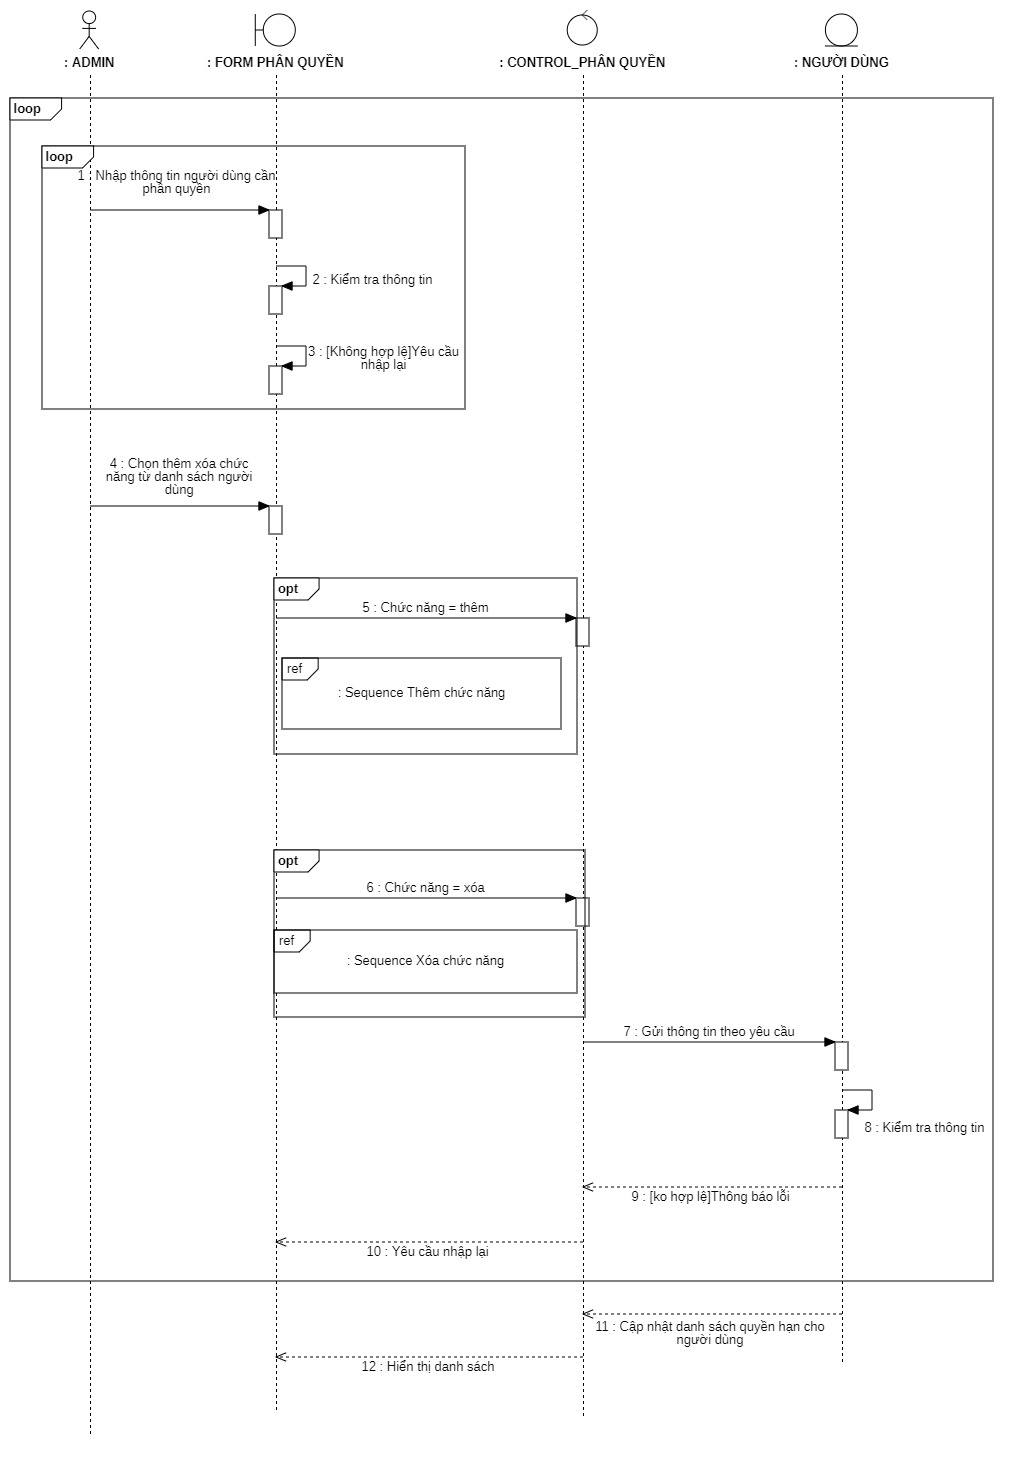 : ADMIN
: FORM PHÂN QUYỀN
: CONTROL_PHÂN QUYỀN
: NGƯỜI DÙNG
loop
loop
1 : Nhập thông tin người dùng cần
phân quyền
2 : Kiểm tra thông tin
3 : [Không hợp lệ]Yêu cầu
nhập lại
4 : Chọn thêm xóa chức
năng từ danh sách người
dùng
opt
5 : Chức năng = thêm
ref
: Sequence Thêm chức năng
opt
6 : Chức năng = xóa
ref
: Sequence Xóa chức năng
7 : Gửi thông tin theo yêu cầu
8 : Kiểm tra thông tin
9 : [ko hợp lệ]Thông báo lỗi
10 : Yêu cầu nhập lại
11 : Cập nhật danh sách quyền hạn cho
người dùng
12 : Hiển thị danh sách